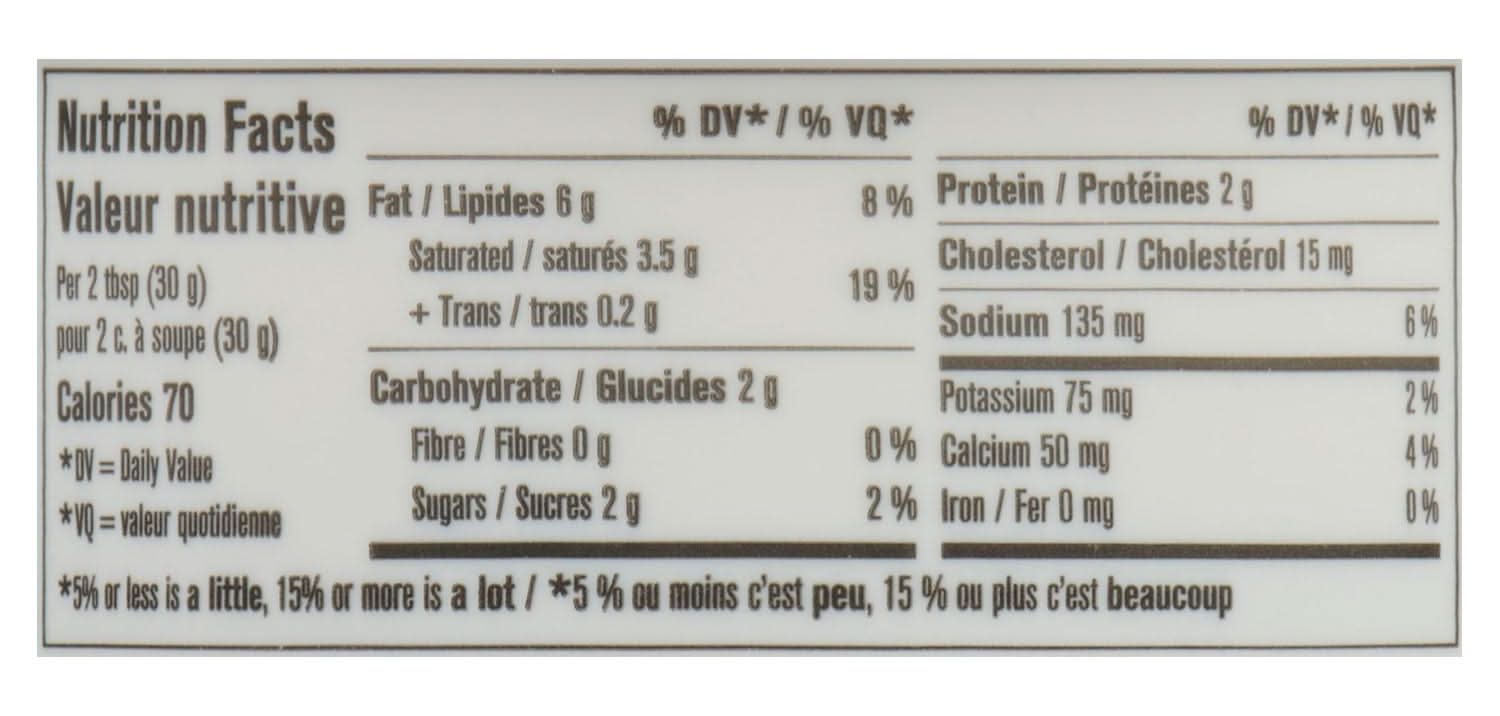 Nutrition Facts
Valeur nutritive
Per 2 tbsp (30 g)
pour 2 c. à soupe (30 g)
Calories 70
*DV = Daily Value
*VQ = valeur quotidienne
% DV* / % VQ*
Fat / Lipides 6 g 8 %
Saturated / saturés 3.5 g
+ Trans / trans 0.2 g 19 %
Carbohydrate / Glucides 2 g
Fibre / Fibres 0 g 0 %
Sugars / Sucres 2 g 2 %
% DV* / % VQ*
Protein / Protéines 2 g
Cholesterol / Cholestérol 15 mg
Sodium 135 mg 6 %
Potassium 75 mg 2 %
Calcium 50 mg 4 %
Iron / Fer 0 mg 0 %
*5% or less is a little, 15% or more is a lot / *5 % ou moins c'est peu, 15 % ou plus c'est beaucoup